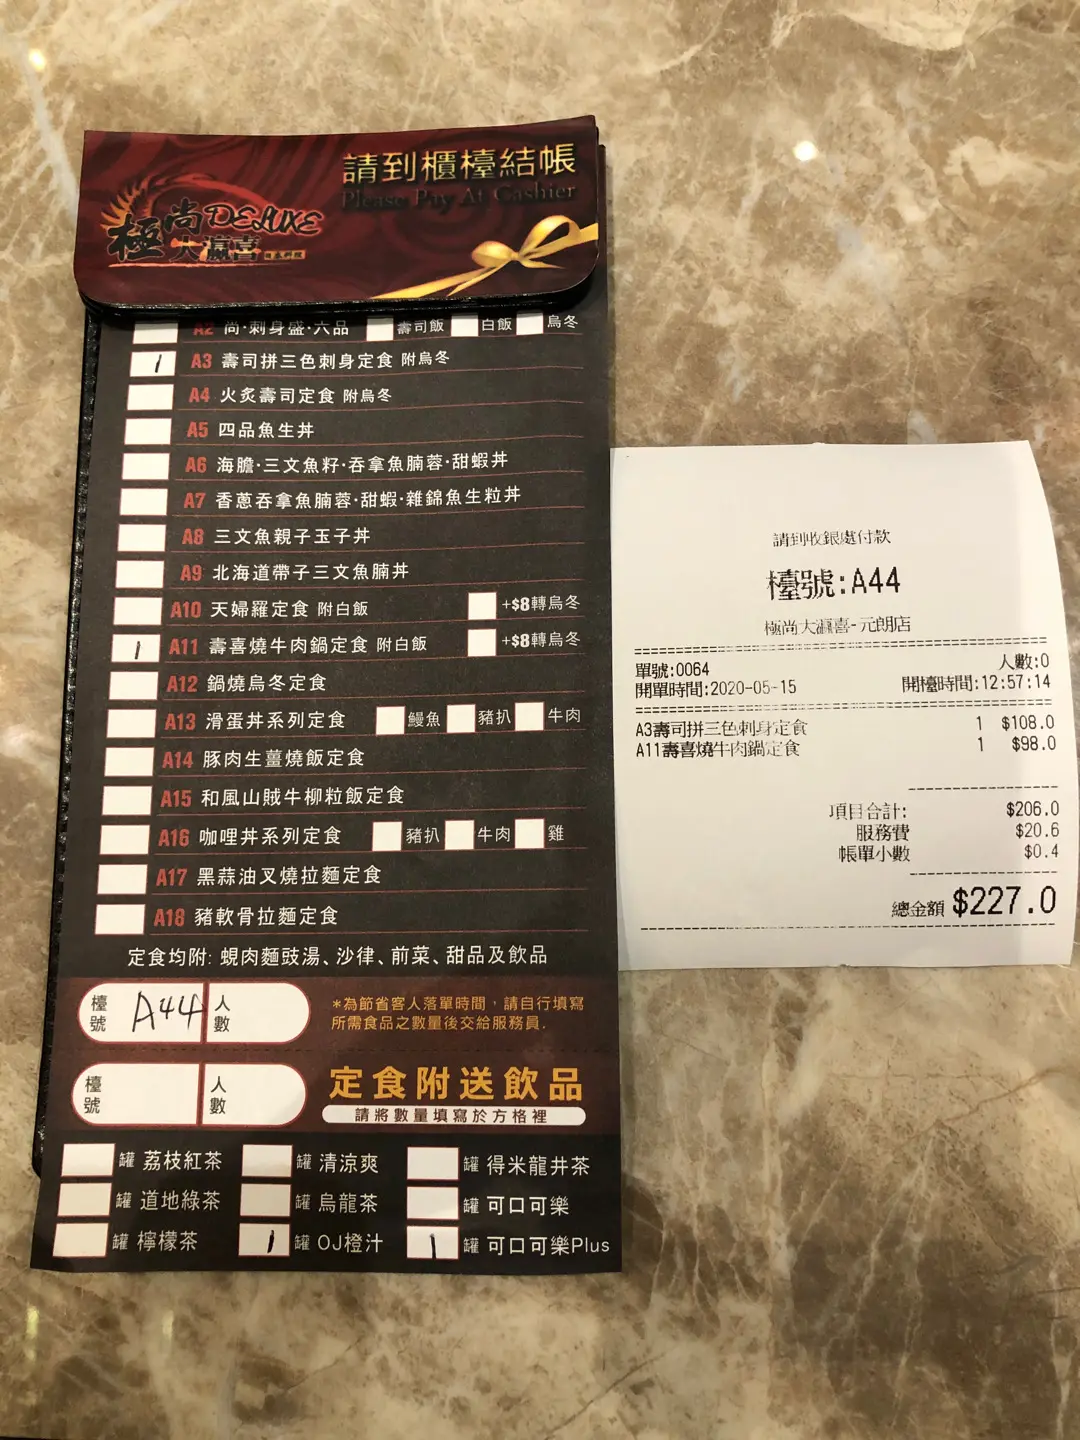 請到櫃檯結帳
Please Pay At Cashier
極尚DELUXE
大瀛喜
A2 尚·刺身盛·六品 壽司飯 白飯 烏冬
1 A3 壽司拼三色刺身定食 附烏冬
A4 火炙壽司定食 附烏冬
A5 四品魚生丼
A6 海膽·三文魚籽·吞拿魚腩蓉·甜蝦丼
A7 香蔥吞拿魚腩蓉·甜蝦·雜錦魚生粒丼
A8 三文魚親子玉子丼
A9 北海道帶子三文魚腩丼
A10 天婦羅定食 附白飯 +$8轉烏冬
1 A11 壽喜燒牛肉鍋定食 附白飯 +$8轉烏冬
A12 鍋燒烏冬定食
A13 滑蛋丼系列定食 鰻魚 豬扒 牛肉
A14 豚肉生薑燒飯定食
A15 和風山賊牛柳粒飯定食
A16 咖哩丼系列定食 豬扒 牛肉 雞
A17 黑蒜油叉燒拉麵定食
A18 豬軟骨拉麵定食
定食均附: 蜆肉麵豉湯、沙律、前菜、甜品及飲品
檯號 A44 人數
*為節省客人落單時間,請自行填寫
所需食品之數量後交給服務員.
檯號 人數
定食附送飲品
請將數量填寫於方格裡
罐 荔枝紅茶 罐 清涼爽 罐 得米龍井茶
罐 道地綠茶 罐 烏龍茶 罐 可口可樂
罐 檸檬茶 1 罐 OJ橙汁 1 罐 可口可樂Plus
請到收銀處付款
檯號:A44
極尚大瀛喜-元朗店
單號:0064 人數:0
開單時間:2020-05-15 開檯時間:12:57:14
A3壽司拼三色刺身定食 1 $108.0
A11壽喜燒牛肉鍋定食 1 $98.0
項目合計: $206.0
服務費 $20.6
帳單小數 $0.4
總金額 $227.0